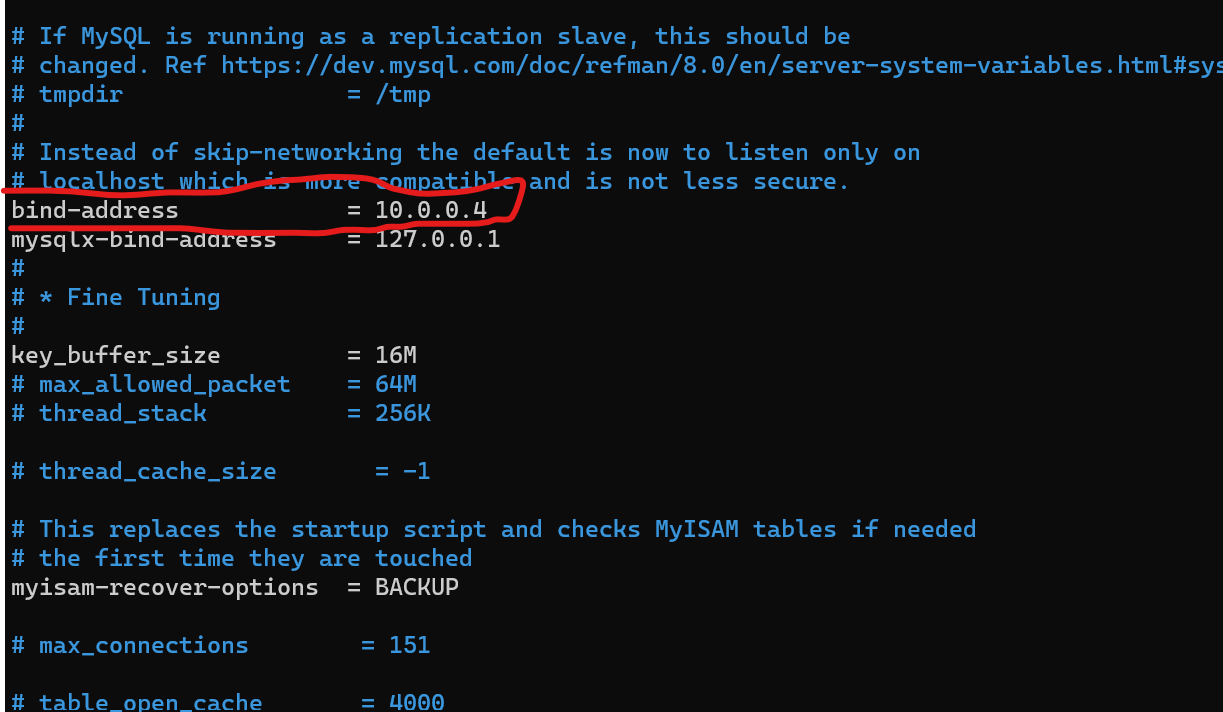 # If MySQL is running as a replication slave, this should be
# changed. Ref https://dev.mysql.com/doc/refman/8.0/en/server-system-variables.html#sys
# tmpdir = /tmp
#
# Instead of skip-networking the default is now to listen only on
# localhost which is more compatible and is not less secure.
bind-address = 10.0.0.4
mysqlx-bind-address = 127.0.0.1
#
# * Fine Tuning
#
key_buffer_size = 16M
# max_allowed_packet = 64M
# thread_stack = 256K
# thread_cache_size = -1
# This replaces the startup script and checks MyISAM tables if needed
# the first time they are touched
myisam-recover-options = BACKUP
# max_connections = 151
# table_open_cache = 4000